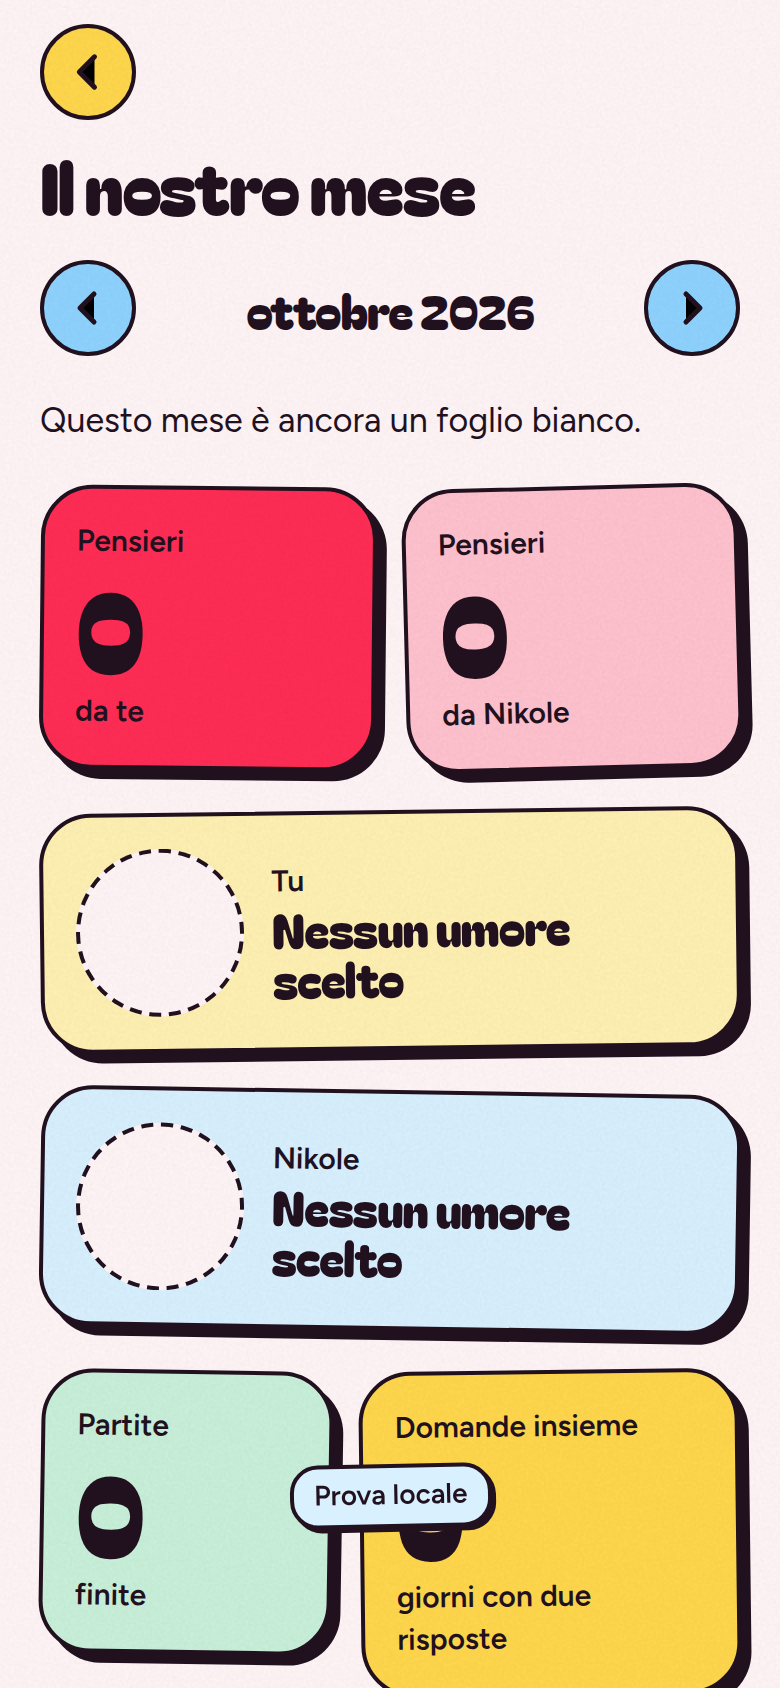 Il nostro mese
ottobre 2026
Questo mese è ancora un foglio bianco.
Pensieri
0
da te
Pensieri
0
da Nikole
Tu
Nessun umore
scelto
Nikole
Nessun umore
scelto
Partite
0
finite
Domande insieme
Prova locale
giorni con due
risposte